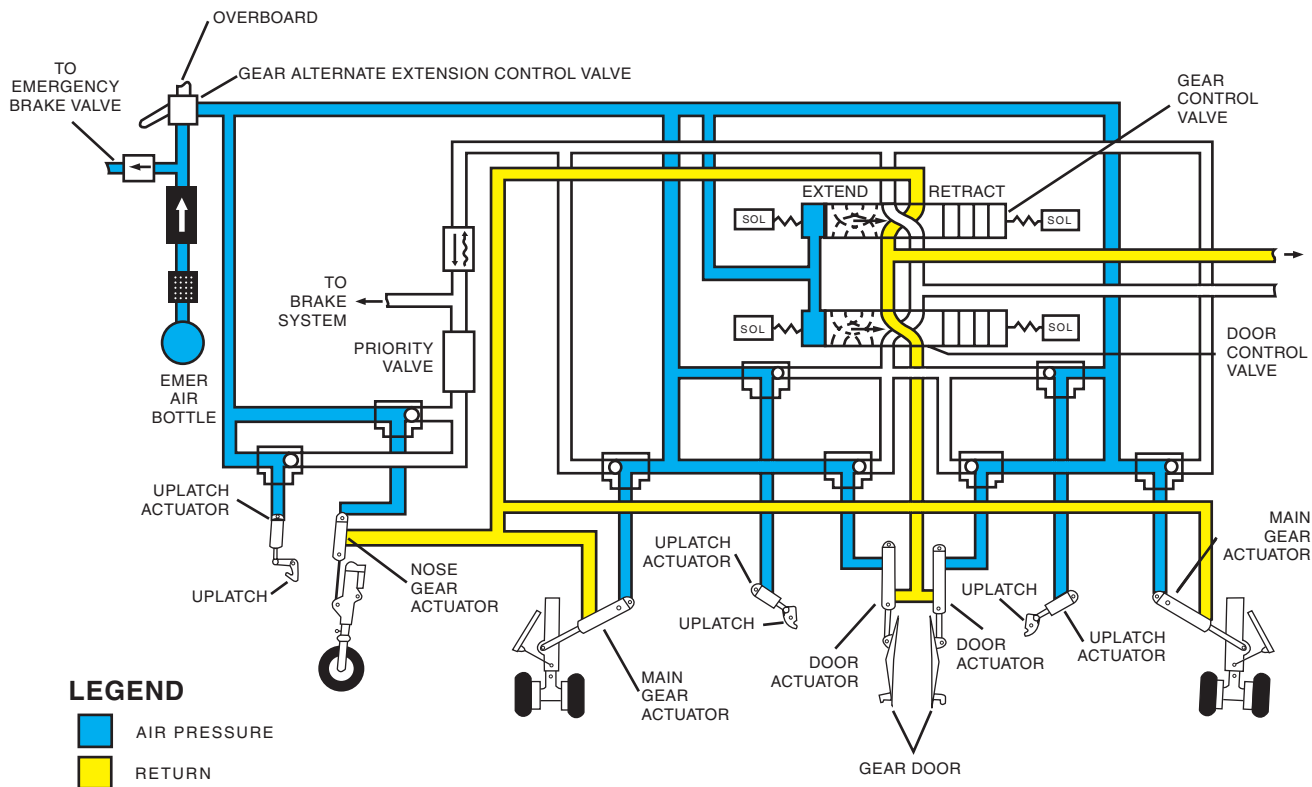 OVERBOARD
TO
EMERGENCY
BRAKE VALVE
GEAR ALTERNATE EXTENSION CONTROL VALVE
GEAR
CONTROL
VALVE
EXTEND
RETRACT
SOL
SOL
TO
BRAKE
SYSTEM
SOL
SOL
PRIORITY
VALVE
DOOR
CONTROL
VALVE
EMER
AIR
BOTTLE
UPLATCH
ACTUATOR
UPLATCH
NOSE
GEAR
ACTUATOR
UPLATCH
ACTUATOR
UPLATCH
MAIN
GEAR
ACTUATOR
DOOR
ACTUATOR
DOOR
ACTUATOR
UPLATCH
UPLATCH
ACTUATOR
MAIN
GEAR
ACTUATOR
GEAR DOOR
LEGEND
AIR PRESSURE
RETURN